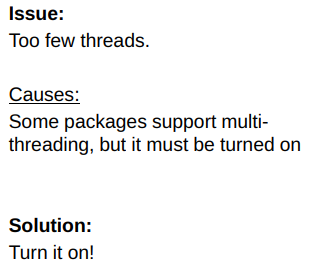 Issue:
Too few threads.
Causes:
Some packages support multi-
threading, but it must be turned on
Solution:
Turn it on!